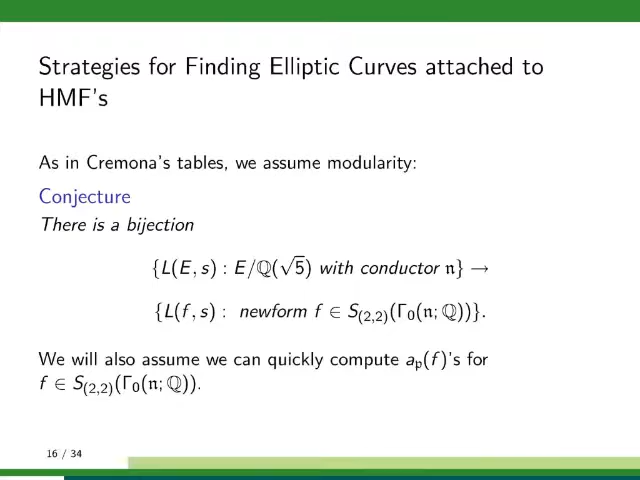 Strategies for Finding Elliptic Curves attached to
HMF's
As in Cremona's tables, we assume modularity:
Conjecture
There is a bijection
{L(E, s) : E/ℚ(√5) with conductor 𝔫} →
{L(f, s) : newform f ∈ S₍₂,₂₎(Γ₀(𝔫; ℚ))}.
We will also assume we can quickly compute a_𝔭(f)'s for
f ∈ S₍₂,₂₎(Γ₀(𝔫; ℚ)).
16 / 34